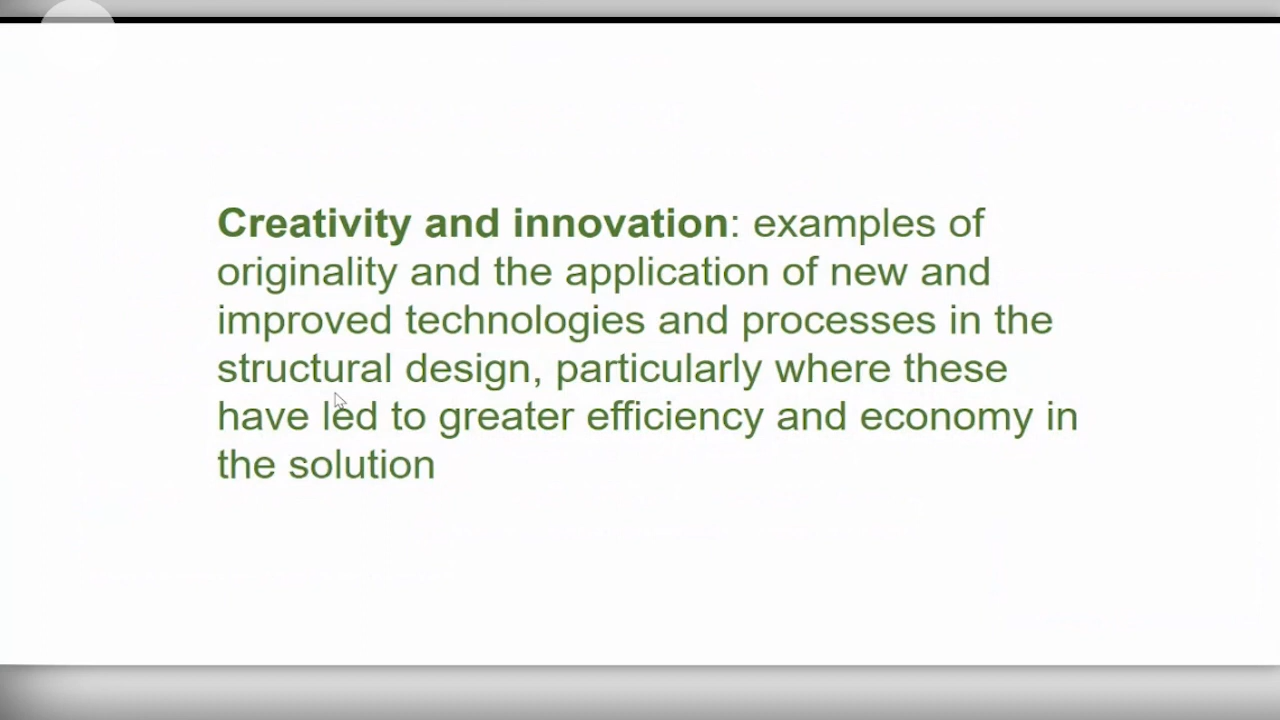 Creativity and innovation: examples of
originality and the application of new and
improved technologies and processes in the
structural design, particularly where these
have led to greater efficiency and economy in
the solution